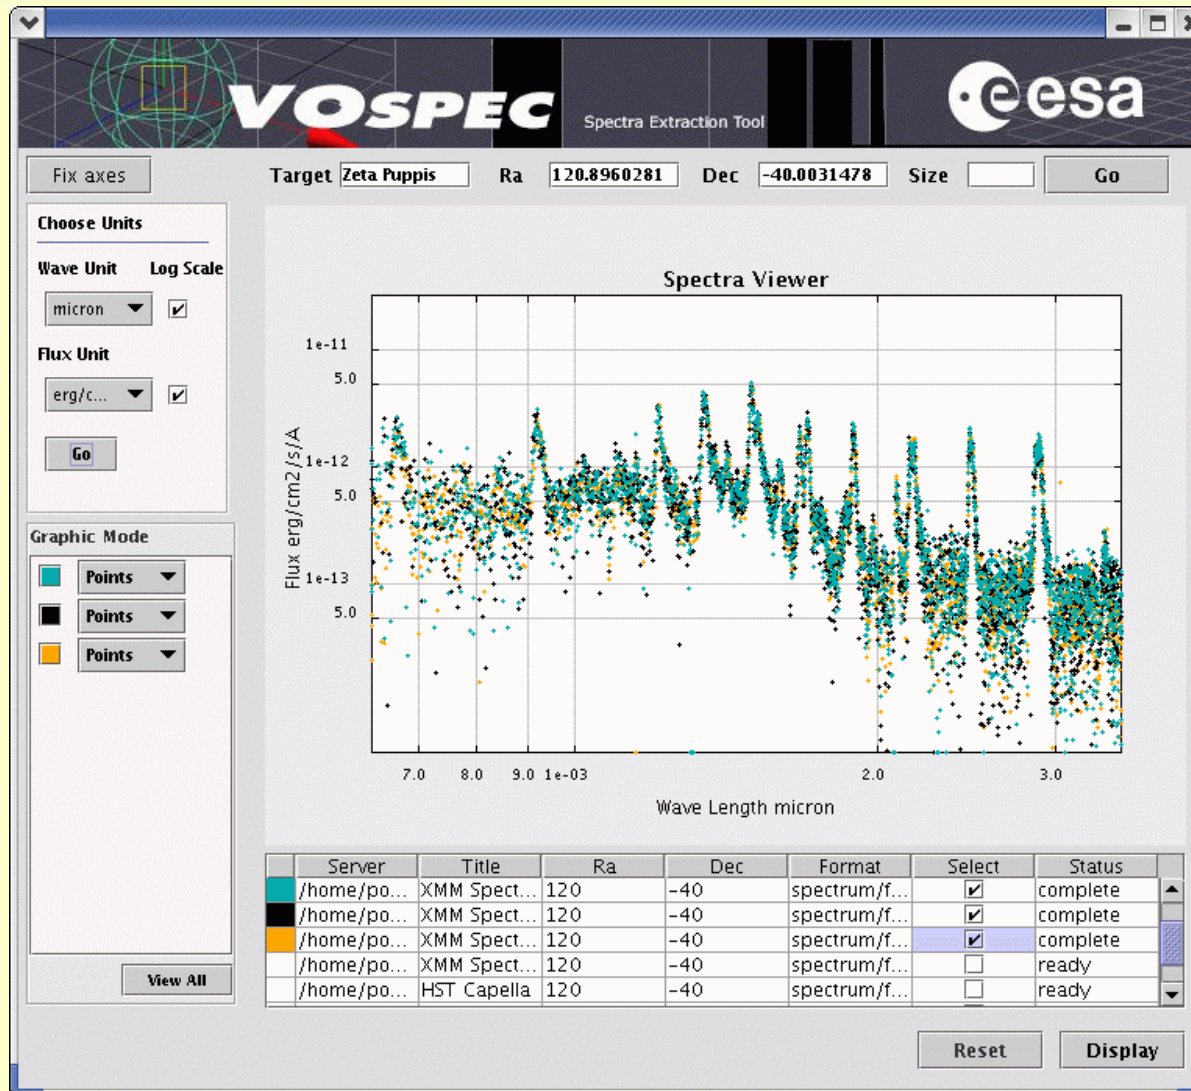 VOSPEC
Spectra Extraction Tool
esa
Fix axes
Target Zeta Puppis Ra 120.8960281 Dec -40.0031478 Size Go
Choose Units
Wave Unit Log Scale
micron
Flux Unit
erg/c...
Go
Graphic Mode
Points
Points
Points
View All
Spectra Viewer
1e-11
5.0
1e-12
5.0
1e-13
5.0
Flux erg/cm2/s/A
7.0 8.0 9.0 1e-03 2.0 3.0
Wave Length micron
Server Title Ra Dec Format Select Status
/home/po... XMM Spect... 120 -40 spectrum/f... complete
/home/po... XMM Spect... 120 -40 spectrum/f... complete
/home/po... XMM Spect... 120 -40 spectrum/f... complete
/home/po... XMM Spect... 120 -40 spectrum/f... ready
/home/po... HST Capella 120 -40 spectrum/f... ready
Reset Display